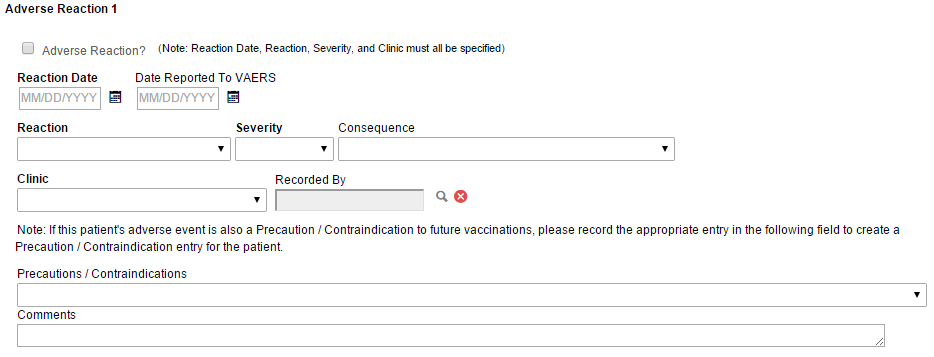 Adverse Reaction 1
Adverse Reaction? (Note: Reaction Date, Reaction, Severity, and Clinic must all be specified)
Reaction Date Date Reported To VAERS
MM/DD/YYYY MM/DD/YYYY
Reaction Severity Consequence
Clinic Recorded By
Note: If this patient's adverse event is also a Precaution / Contraindication to future vaccinations, please record the appropriate entry in the following field to create a
Precaution / Contraindication entry for the patient.
Precautions / Contraindications
Comments